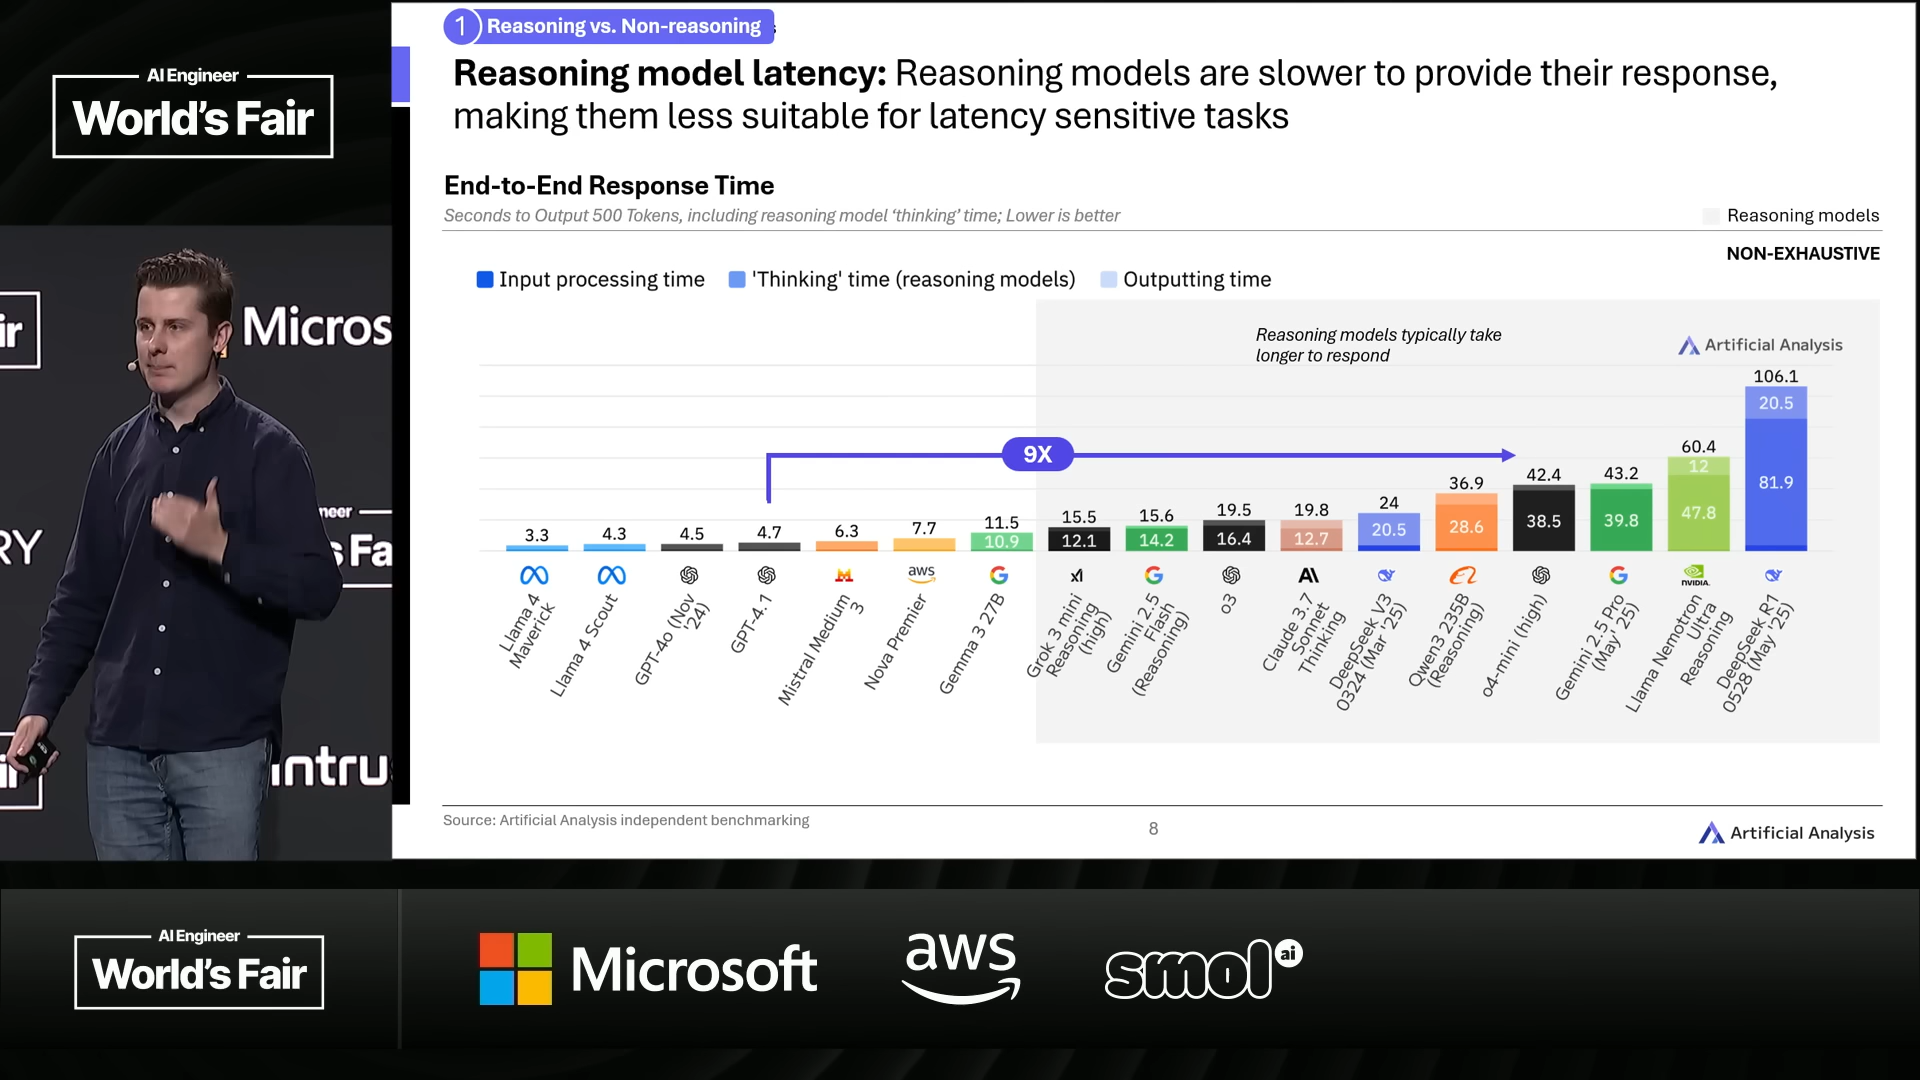 AI Engineer
World's Fair
ir
Micros
RY
neer
s Fa
ir
intru
1 Reasoning vs. Non-reasoning
Reasoning model latency: Reasoning models are slower to provide their response,
making them less suitable for latency sensitive tasks
End-to-End Response Time
Seconds to Output 500 Tokens, including reasoning model 'thinking' time; Lower is better
Reasoning models
NON-EXHAUSTIVE
Input processing time
'Thinking' time (reasoning models)
Outputting time
Reasoning models typically take
longer to respond
Artificial Analysis
9X
3.3
4.3
4.5
4.7
6.3
7.7
11.5
10.9
15.5
12.1
15.6
14.2
19.5
16.4
19.8
12.7
24
20.5
36.9
28.6
42.4
38.5
43.2
39.8
60.4
12
47.8
106.1
20.5
81.9
aws
xI
AI
NVIDIA.
Llama 4
Maverick
Llama 4 Scout
GPT-4o (Nov
'24)
GPT-4.1
Mistral Medium
3
Nova Premier
Gemma 3 27B
Grok 3 mini
Reasoning
(high)
Gemini 2.5
Flash
(Reasoning)
o3
Claude 3.7
Sonnet
Thinking
DeepSeek V3
0324 (Mar '25)
Qwen3 235B
(Reasoning)
o4-mini (high)
Gemini 2.5 Pro
(May' 25)
Llama Nemotron
Ultra
Reasoning
DeepSeek R1
0528 (May '25)
Source: Artificial Analysis independent benchmarking
8
Artificial Analysis
AI Engineer
World's Fair
Microsoft
aws
smol ai